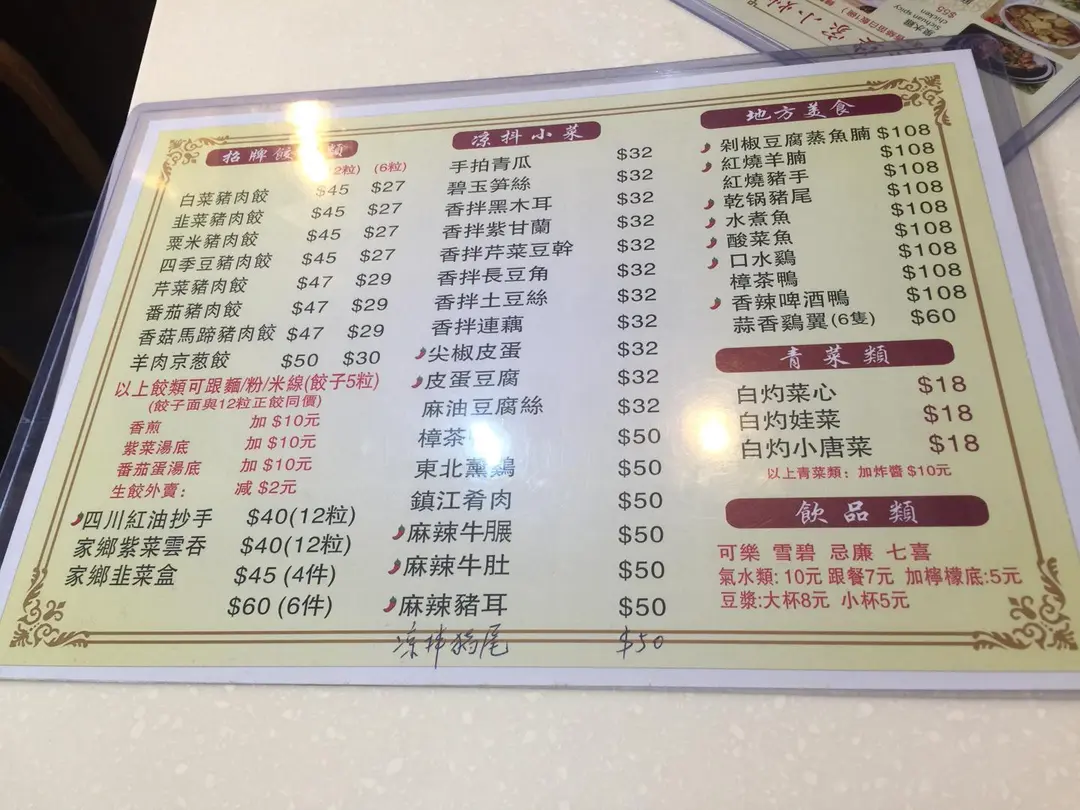 招牌餃 類
2粒) (6粒)
白菜豬肉餃 $45 $27
韭菜豬肉餃 $45 $27
粟米豬肉餃 $45 $27
四季豆豬肉餃 $45 $27
芹菜豬肉餃 $47 $29
番茄豬肉餃 $47 $29
香菇馬蹄豬肉餃 $47 $29
羊肉京葱餃 $50 $30
以上餃類可跟麵/粉/米線(餃子5粒)
(餃子面與12粒正餃同價)
香煎 加 $10元
紫菜湯底 加 $10元
番茄蛋湯底 加 $10元
生餃外賣: 减 $2元
四川紅油抄手 $40(12粒)
家鄉紫菜雲吞 $40(12粒)
家鄉韭菜盒 $45 (4件)
$60 (6件)
凉抖小菜
手拍青瓜 $32
碧玉笋絲 $32
香拌黑木耳 $32
香拌紫甘蘭 $32
香拌芹菜豆幹 $32
香拌長豆角 $32
香拌土豆絲 $32
香拌連藕 $32
尖椒皮蛋 $32
皮蛋豆腐 $32
麻油豆腐絲 $32
樟茶 $50
東北薰鷄 $50
鎮江肴肉 $50
麻辣牛腒 $50
麻辣牛肚 $50
麻辣豬耳 $50
凉拌豬尾 $50
地方美食
剁椒豆腐蒸魚腩 $108
紅燒羊腩 $108
紅燒豬手 $108
乾锅豬尾 $108
水煮魚 $108
酸菜魚 $108
口水鷄 $108
樟茶鴨 $108
香辣啤酒鴨 $108
蒜香鷄翼(6隻) $60
青菜類
白灼菜心 $18
白灼娃菜 $18
白灼小唐菜 $18
以上青菜類: 加炸醬 $10元
飲品類
可樂 雪碧 忌廉 七喜
氣水類: 10元 跟餐7元 加檸檬底:5元
豆漿:大杯8元 小杯5元
家小炒
Sichuan spicy
chicken
$55